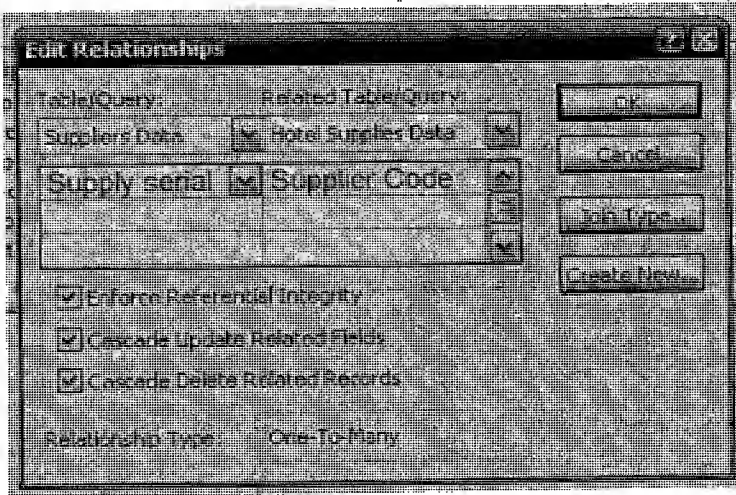 Edit Relationships
Table/Query: Related Table/Query:
Suppliers Data Hotel Supplies Data
Supply serial Supplier Code
Enforce Referential Integrity
Cascade Update Related Fields
Cascade Delete Related Records
Relationship Type: One-To-Many
OK
Cancel
Join Type...
Create New...